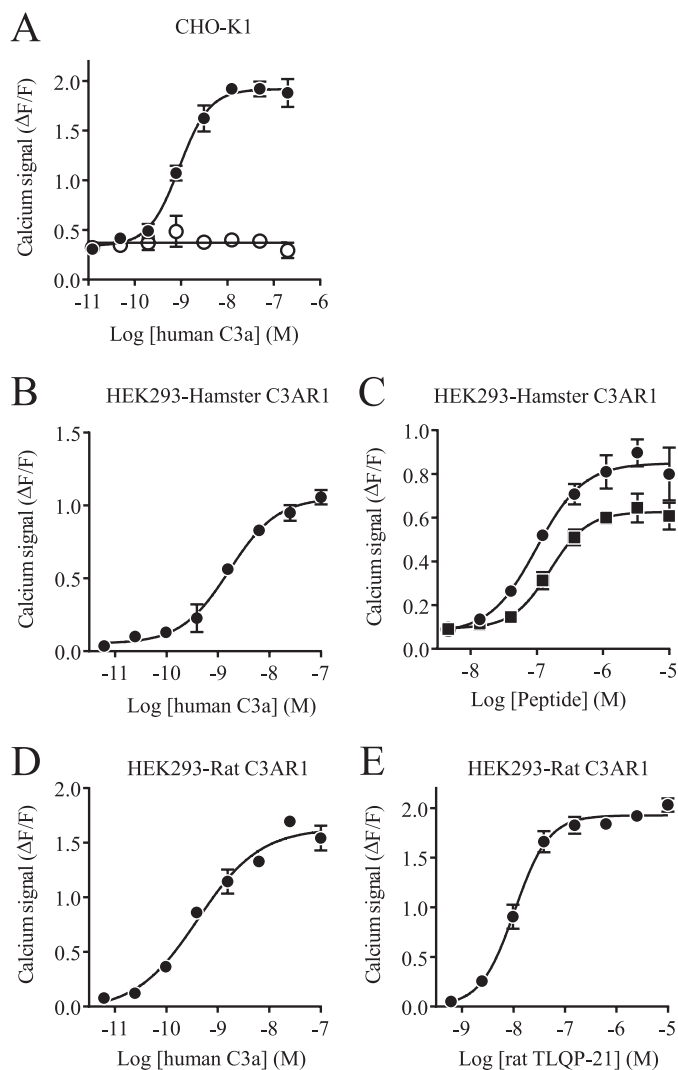 A
CHO-K1
Calcium signal (ΔF/F)
2.0
1.5
1.0
0.5
0.0
-11 -10 -9 -8 -7 -6
Log [human C3a] (M)
B
HEK293-Hamster C3AR1
Calcium signal (ΔF/F)
1.5
1.0
0.5
0.0
-11 -10 -9 -8 -7
Log [human C3a] (M)
C
HEK293-Hamster C3AR1
Calcium signal (ΔF/F)
1.0
0.8
0.6
0.4
0.2
0.0
-8 -7 -6 -5
Log [Peptide] (M)
D
HEK293-Rat C3AR1
Calcium signal (ΔF/F)
2.0
1.5
1.0
0.5
0.0
-11 -10 -9 -8 -7
Log [human C3a] (M)
E
HEK293-Rat C3AR1
Calcium signal (ΔF/F)
2.0
1.5
1.0
0.5
0.0
-9 -8 -7 -6 -5
Log [rat TLQP-21] (M)